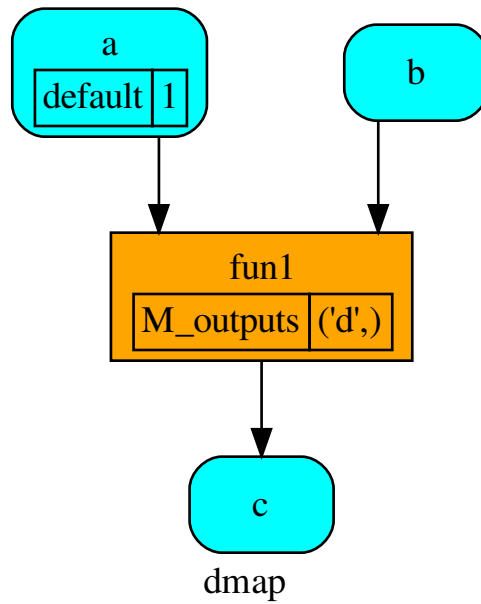 a
default 1
b
fun1
M_outputs ('d',)
c
dmap